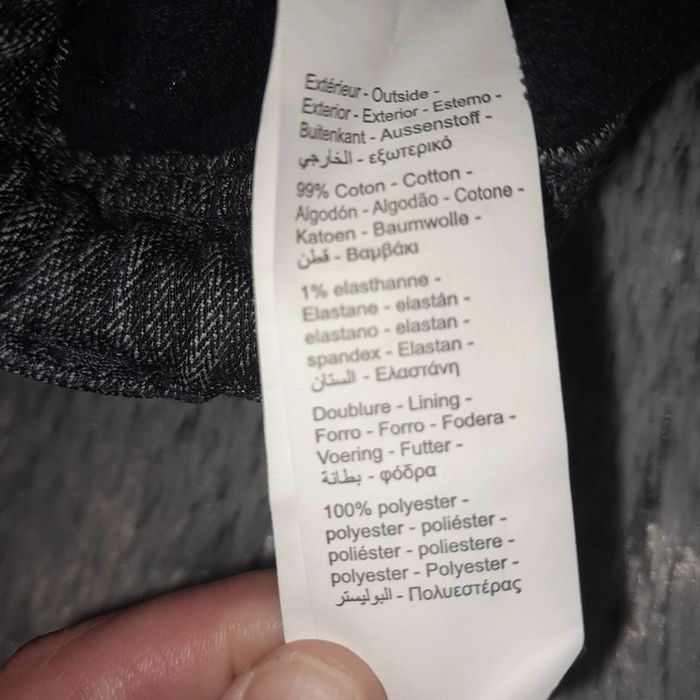 Extérieur - Outside -
Exterior - Exterior - Esterno -
Buitenkant - Aussenstoff -
الخارجي - εξωτερικό
99% Coton - Cotton -
Algodón - Algodão - Cotone -
Katoen - Baumwolle -
قطن - Βαμβάκι
1% elasthanne -
Elastane - elastán -
elastano - elastan -
spandex - Elastan -
الستان - Ελαστάνη
Doublure - Lining -
Forro - Forro - Fodera -
Voering - Futter -
بطانة - φόδρα
100% polyester -
polyester - poliéster -
poliéster - poliestere -
polyester - Polyester -
البوليستر - Πολυεστέρας